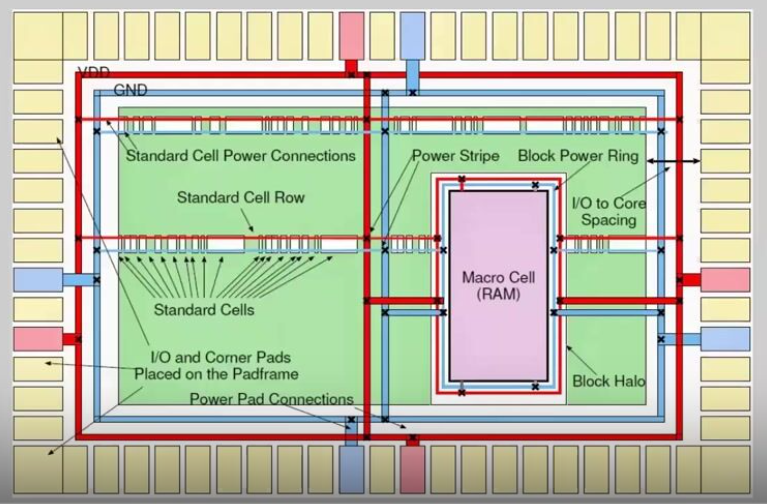 VDD
GND
Standard Cell Power Connections
Power Stripe
Block Power Ring
Standard Cell Row
I/O to Core
Spacing
Macro Cell
(RAM)
Standard Cells
I/O and Corner Pads
Placed on the Padframe
Block Halo
Power Pad Connections